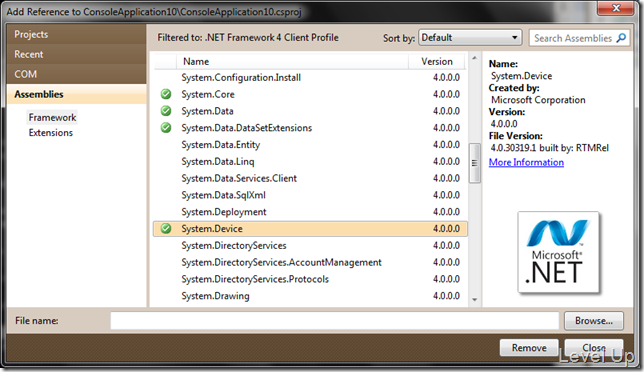 Add Reference to ConsoleApplication10\ConsoleApplication10.csproj
Projects
Recent
COM
Assemblies
Framework
Extensions
Filtered to: .NET Framework 4 Client Profile
Sort by: Default
Search Assemblies
Name Version
System.Configuration.Install 4.0.0.0
System.Core 4.0.0.0
System.Data 4.0.0.0
System.Data.DataSetExtensions 4.0.0.0
System.Data.Entity 4.0.0.0
System.Data.Linq 4.0.0.0
System.Data.Services.Client 4.0.0.0
System.Data.SqlXml 4.0.0.0
System.Deployment 4.0.0.0
System.Device 4.0.0.0
System.DirectoryServices 4.0.0.0
System.DirectoryServices.AccountManagement 4.0.0.0
System.DirectoryServices.Protocols 4.0.0.0
System.Drawing 4.0.0.0
Name:
System.Device
Created by:
Microsoft Corporation
Version:
4.0.0.0
File Version:
4.0.30319.1 built by: RTMRel
More Information
Microsoft®
.NET
File name:
Browse...
Remove
Close
Level Up